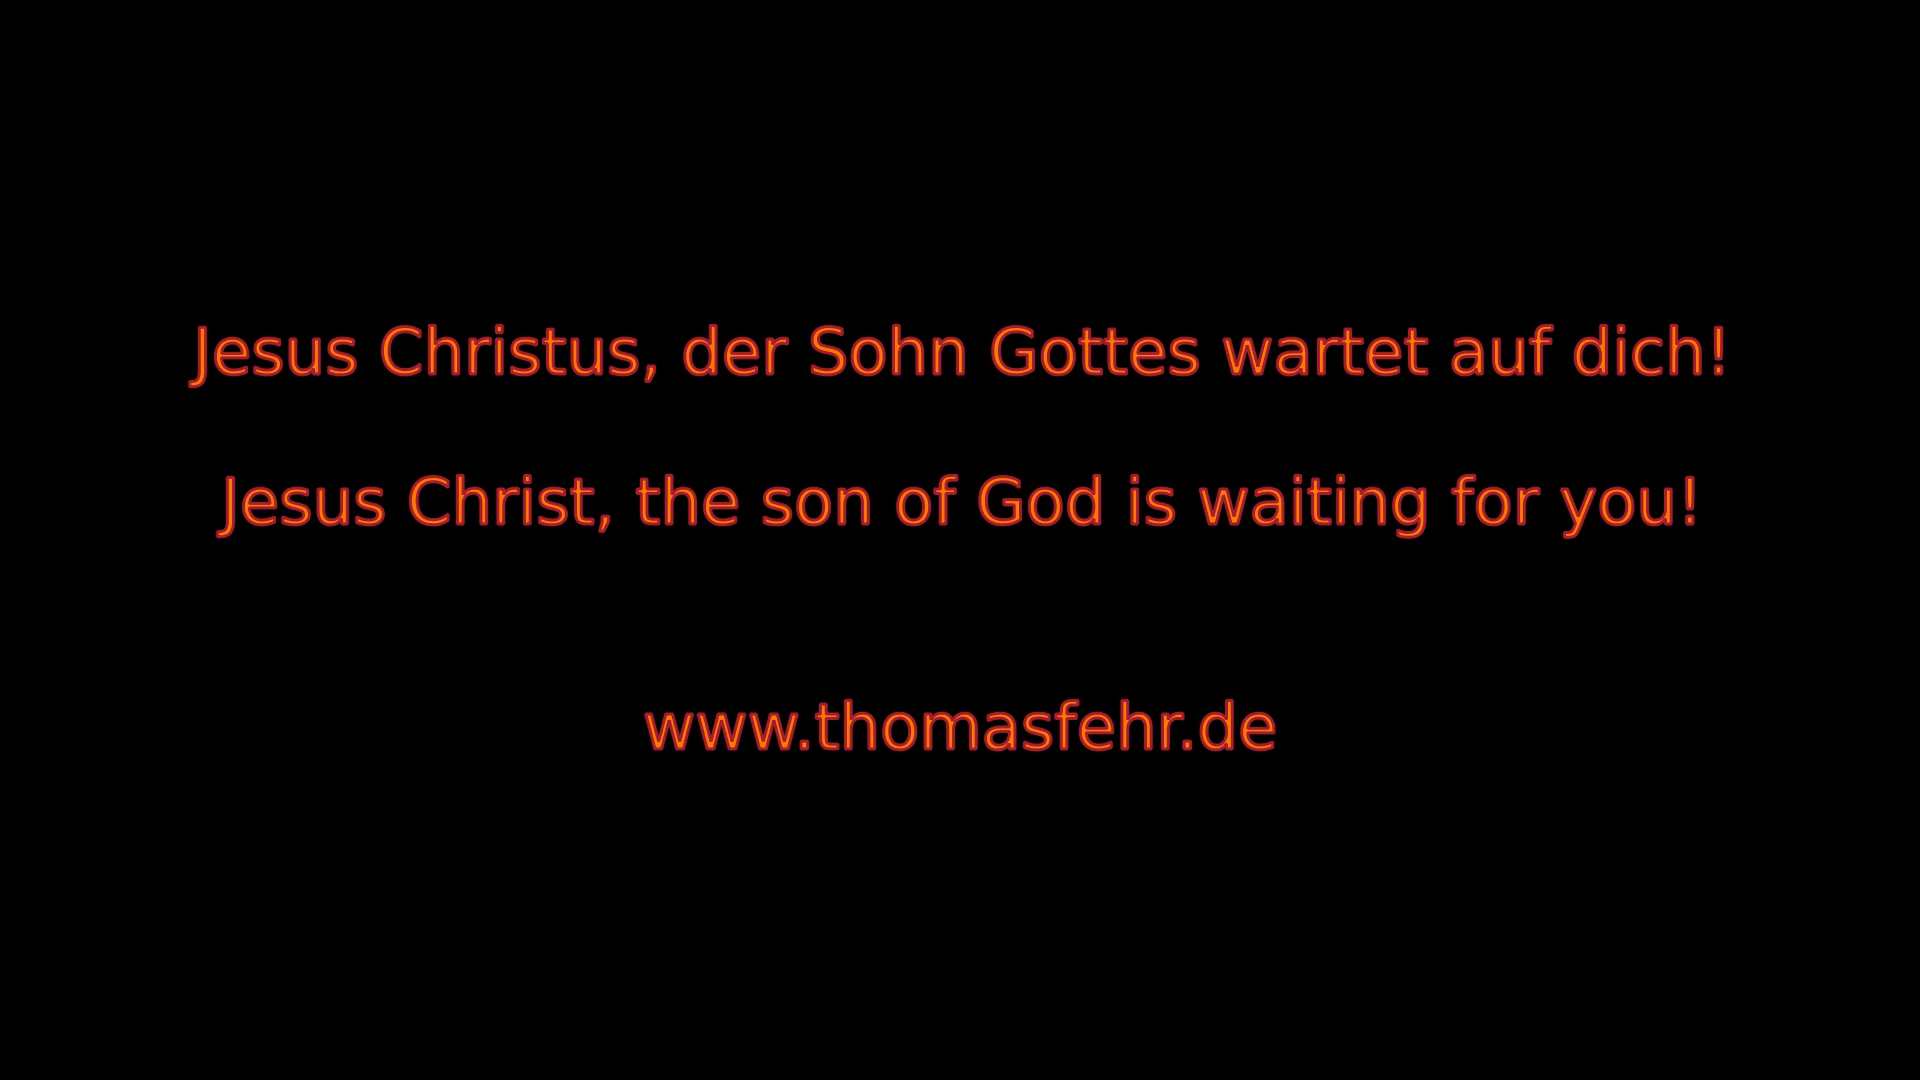 Jesus Christus, der Sohn Gottes wartet auf dich!
Jesus Christ, the son of God is waiting for you!
www.thomasfehr.de